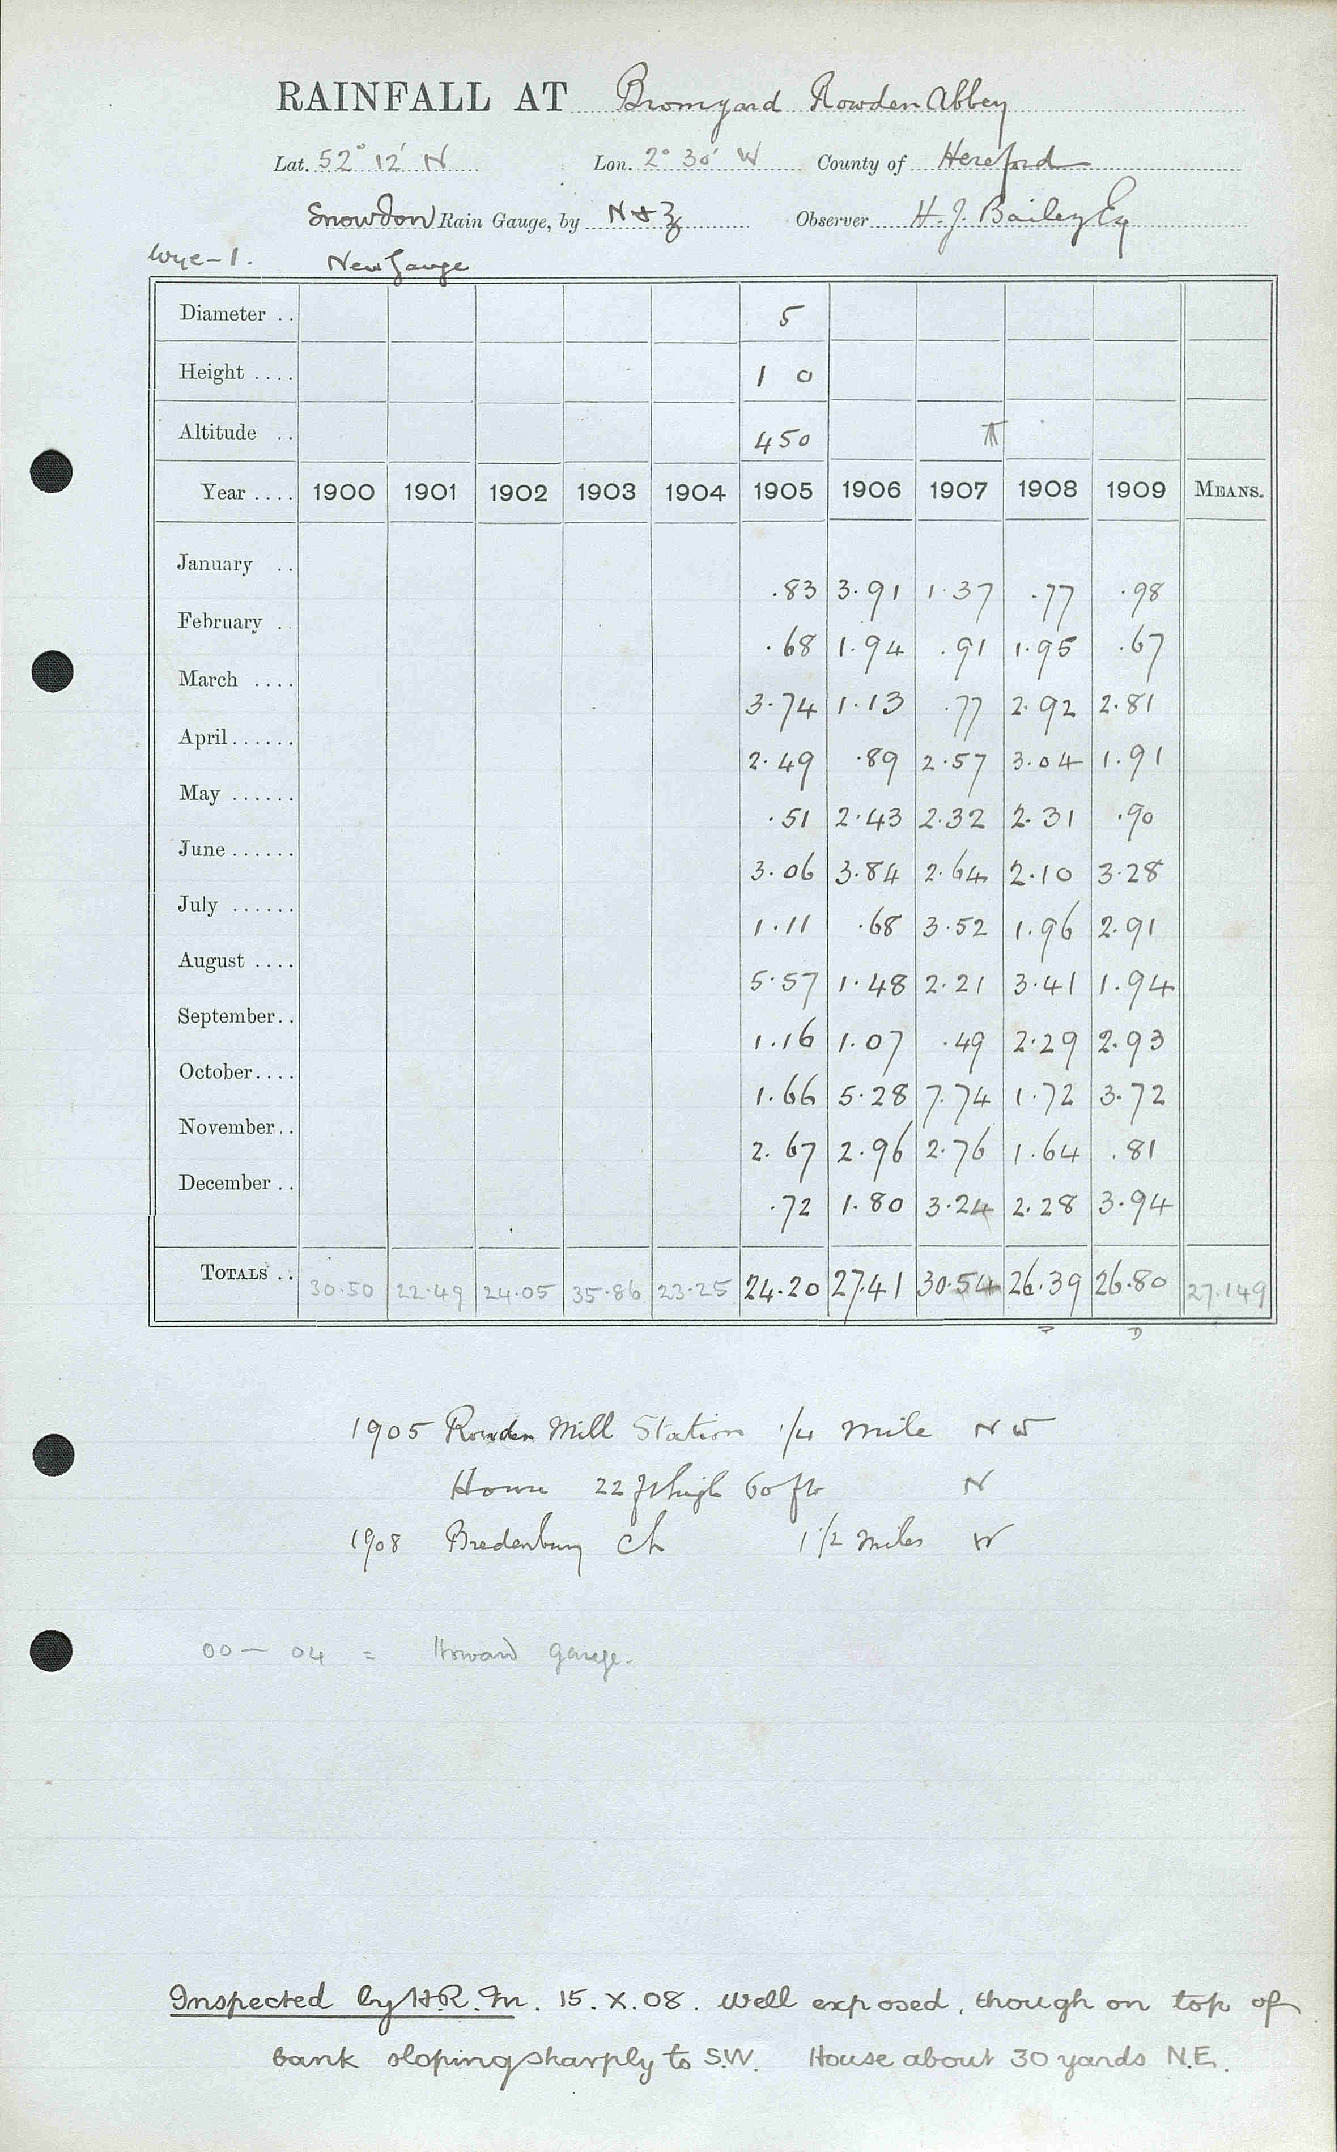 RAINFALL AT Bromyard Rowden Abbey
Lat. 52° 12' N Lon. 2° 30' W County of Hereford
Snowdon Rain Gauge, by N & Z Observer H. J. Bailey Esq
Wye-1. New Gauge
Diameter .. 5
Height .... 1 0
Altitude .. 450
Year .... 1900 1901 1902 1903 1904 1905 1906 1907 1908 1909 MEANS.
January .. .83 3.91 1.37 .77 .98
February .. .68 1.94 .91 1.95 .67
March .... 3.74 1.13 .77 2.92 2.81
April...... 2.49 .89 2.57 3.04 1.91
May ...... .51 2.43 2.32 2.31 .90
June ...... 3.06 3.84 2.64 2.10 3.28
July ...... 1.11 .68 3.52 1.96 2.91
August .... 5.57 1.48 2.21 3.41 1.94
September.. 1.16 1.07 .49 2.29 2.93
October.... 1.66 5.28 7.74 1.72 3.72
November.. 2.67 2.96 2.76 1.64 .81
December .. .72 1.80 3.24 2.28 3.94
TOTALS .. 30.50 22.49 24.05 35.86 23.25 24.20 27.41 30.54 26.39 26.80 27.149
1905 Rowden Mill Station 1/4 mile NW
House 22 ft high 60 ft N
1908 Bredenbury Ch 1 1/2 miles W
00 — 04 = Howard gauge.
Inspected by H.R.M. 15.X.08. Well exposed, though on top of
bank sloping sharply to S.W. House about 30 yards N.E.